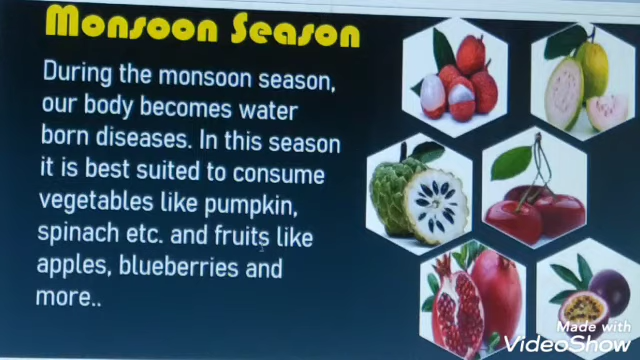 Monsoon Season
During the monsoon season,
our body becomes water
born diseases. In this season
it is best suited to consume
vegetables like pumpkin,
spinach etc. and fruits like
apples, blueberries and
more..
Made with
VideoShow